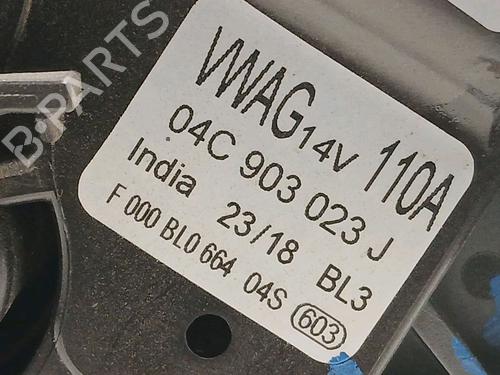 VWAG 14V 110A
04C 903 023 J
India 23/18 BL3
F 000 BL0 664 04S 603
B-PARTS